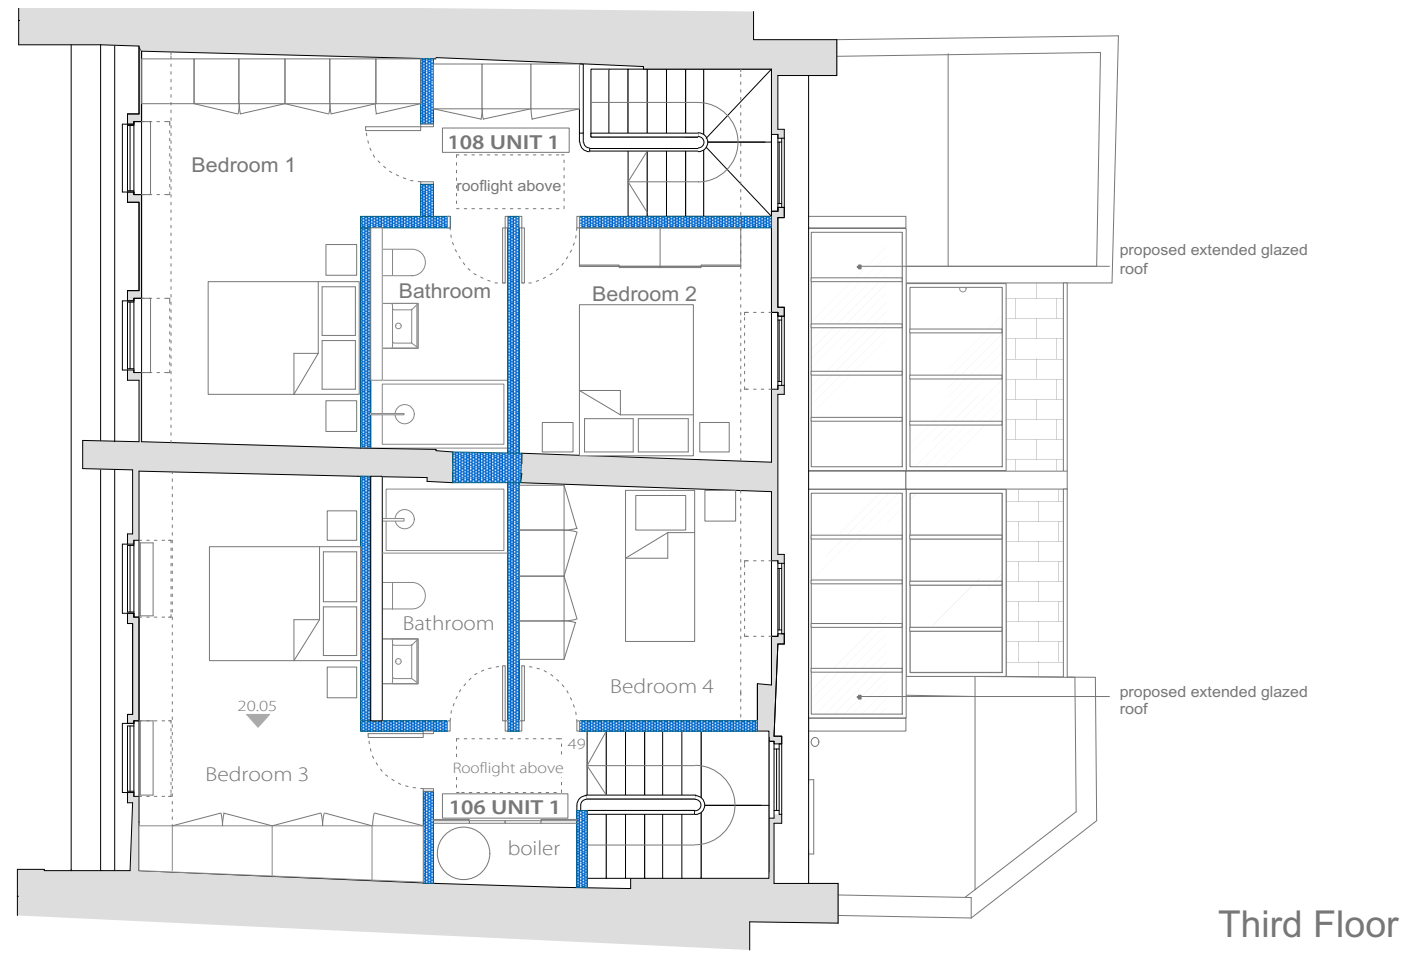 108 UNIT 1
Bedroom 1
rooflight above
proposed extended glazed
roof
Bathroom
Bedroom 2
Bathroom
Bedroom 4
proposed extended glazed
roof
20.05
49
Bedroom 3
Rooflight above
106 UNIT 1
boiler
Third Floor